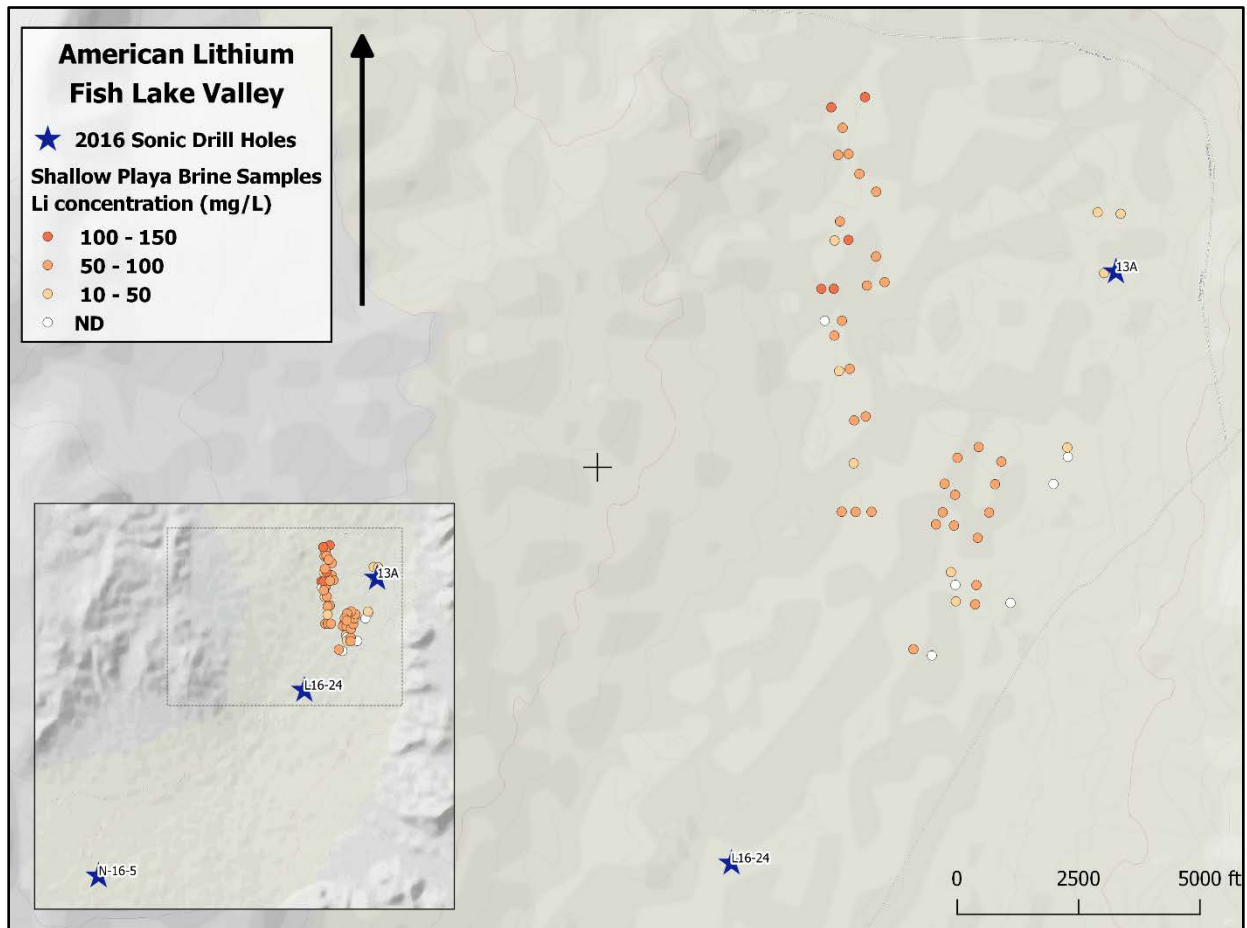 American Lithium
Fish Lake Valley
2016 Sonic Drill Holes
Shallow Playa Brine Samples
Li concentration (mg/L)
100 - 150
50 - 100
10 - 50
ND
13A
L16-24
13A
L16-24
N-16-5
0 2500 5000 ft